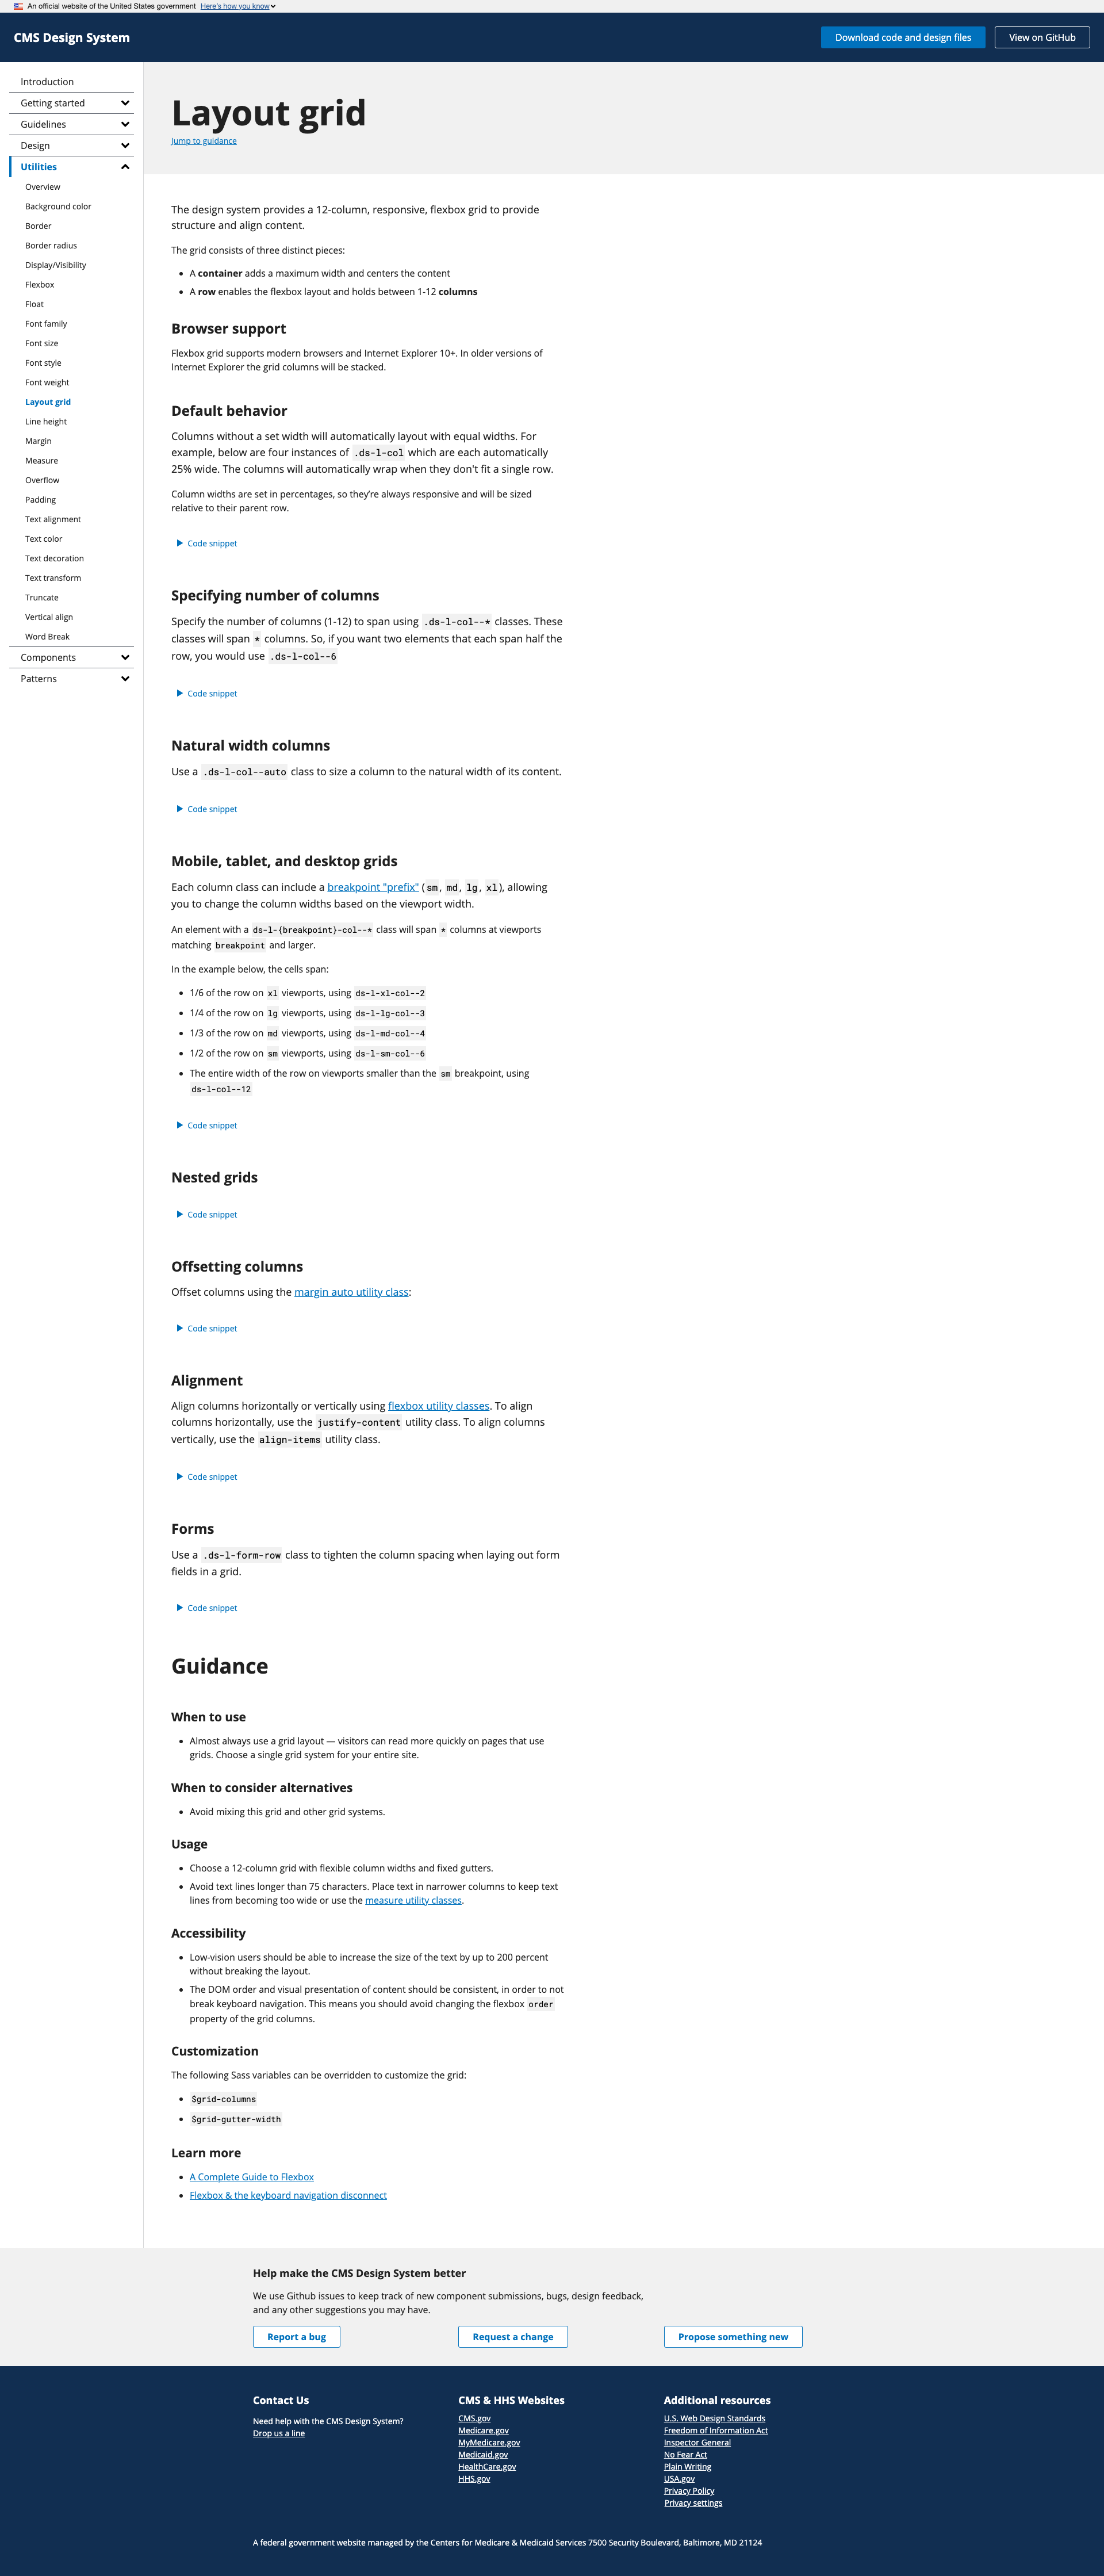 An official website of the United States government Here's how you know
CMS Design System
Download code and design files
View on GitHub
Introduction
Getting started
Guidelines
Design
Utilities
Overview
Background color
Border
Border radius
Display/Visibility
Flexbox
Float
Font family
Font size
Font style
Font weight
Layout grid
Line height
Margin
Measure
Overflow
Padding
Text alignment
Text color
Text decoration
Text transform
Truncate
Vertical align
Word Break
Components
Patterns
Layout grid
Jump to guidance
The design system provides a 12-column, responsive, flexbox grid to provide
structure and align content.
The grid consists of three distinct pieces:
• A container adds a maximum width and centers the content
• A row enables the flexbox layout and holds between 1-12 columns
Browser support
Flexbox grid supports modern browsers and Internet Explorer 10+. In older versions of
Internet Explorer the grid columns will be stacked.
Default behavior
Columns without a set width will automatically layout with equal widths. For
example, below are four instances of .ds-l-col which are each automatically
25% wide. The columns will automatically wrap when they don't fit a single row.
Column widths are set in percentages, so they're always responsive and will be sized
relative to their parent row.
Code snippet
Specifying number of columns
Specify the number of columns (1-12) to span using .ds-l-col--* classes. These
classes will span * columns. So, if you want two elements that each span half the
row, you would use .ds-l-col--6
Code snippet
Natural width columns
Use a .ds-l-col--auto class to size a column to the natural width of its content.
Code snippet
Mobile, tablet, and desktop grids
Each column class can include a breakpoint "prefix" (sm, md, lg, xl), allowing
you to change the column widths based on the viewport width.
An element with a ds-l-{breakpoint}-col--* class will span * columns at viewports
matching breakpoint and larger.
In the example below, the cells span:
• 1/6 of the row on xl viewports, using ds-l-xl-col--2
• 1/4 of the row on lg viewports, using ds-l-lg-col--3
• 1/3 of the row on md viewports, using ds-l-md-col--4
• 1/2 of the row on sm viewports, using ds-l-sm-col--6
• The entire width of the row on viewports smaller than the sm breakpoint, using
ds-l-col--12
Code snippet
Nested grids
Code snippet
Offsetting columns
Offset columns using the margin auto utility class:
Code snippet
Alignment
Align columns horizontally or vertically using flexbox utility classes. To align
columns horizontally, use the justify-content utility class. To align columns
vertically, use the align-items utility class.
Code snippet
Forms
Use a .ds-l-form-row class to tighten the column spacing when laying out form
fields in a grid.
Code snippet
Guidance
When to use
• Almost always use a grid layout — visitors can read more quickly on pages that use
grids. Choose a single grid system for your entire site.
When to consider alternatives
• Avoid mixing this grid and other grid systems.
Usage
• Choose a 12-column grid with flexible column widths and fixed gutters.
• Avoid text lines longer than 75 characters. Place text in narrower columns to keep text
lines from becoming too wide or use the measure utility classes.
Accessibility
• Low-vision users should be able to increase the size of the text by up to 200 percent
without breaking the layout.
• The DOM order and visual presentation of content should be consistent, in order to not
break keyboard navigation. This means you should avoid changing the flexbox order
property of the grid columns.
Customization
The following Sass variables can be overridden to customize the grid:
• $grid-columns
• $grid-gutter-width
Learn more
• A Complete Guide to Flexbox
• Flexbox & the keyboard navigation disconnect
Help make the CMS Design System better
We use Github issues to keep track of new component submissions, bugs, design feedback,
and any other suggestions you may have.
Report a bug
Request a change
Propose something new
Contact Us
Need help with the CMS Design System?
Drop us a line
CMS & HHS Websites
CMS.gov
Medicare.gov
MyMedicare.gov
Medicaid.gov
HealthCare.gov
HHS.gov
Additional resources
U.S. Web Design Standards
Freedom of Information Act
Inspector General
No Fear Act
Plain Writing
USA.gov
Privacy Policy
Privacy settings
A federal government website managed by the Centers for Medicare & Medicaid Services 7500 Security Boulevard, Baltimore, MD 21124